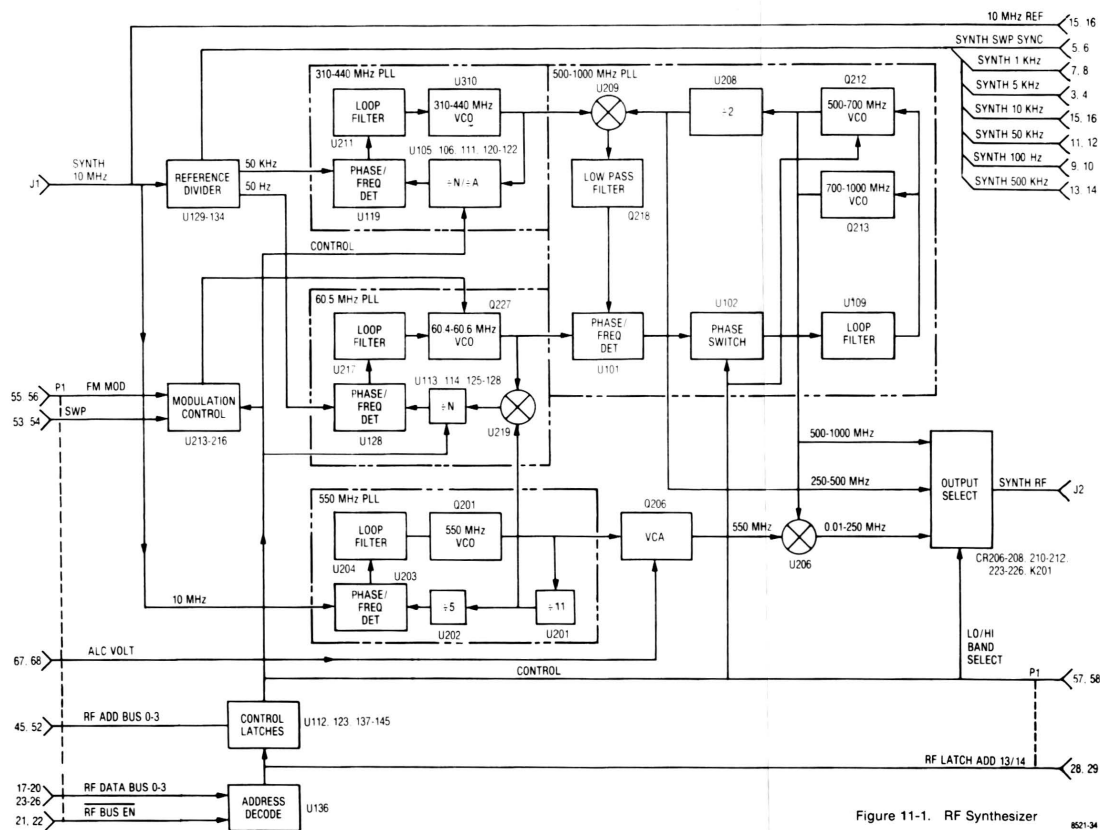 10 MHz REF
15, 16
SYNTH SWP SYNC
5, 6
SYNTH 1 KHz
7, 8
SYNTH 5 KHz
3, 4
SYNTH 10 KHz
15, 16
SYNTH 50 KHz
11, 12
SYNTH 100 Hz
9, 10
SYNTH 500 KHz
13, 14
310-440 MHz PLL
U310
LOOP FILTER
310-440 MHz VCO
U211
U105 106, 111, 120-122
PHASE/ FREQ DET
÷N/÷A
U119
500-1000 MHz PLL
U209
U208
÷2
Q212
500-700 MHz VCO
LOW PASS FILTER
Q218
700-1000 MHz VCO
Q213
J1
SYNTH 10 MHz
REFERENCE DIVIDER
U129-134
50 KHz
50 Hz
CONTROL
60.5 MHz PLL
Q227
LOOP FILTER
60.4-60.6 MHz VCO
U217
U113, 114, 125-128
PHASE/ FREQ DET
÷N
U128
U219
PHASE/ FREQ DET
U101
U102
PHASE SWITCH
U109
LOOP FILTER
P1
55, 56
FM MOD
53, 54
SWP
MODULATION CONTROL
U213-216
550 MHz PLL
Q201
LOOP FILTER
550 MHz VCO
U204
U203
PHASE/ FREQ DET
÷5
U202
÷11
U201
10 MHz
Q206
VCA
550 MHz
U206
500-1000 MHz
250-500 MHz
0.01-250 MHz
OUTPUT SELECT
SYNTH RF
J2
CR206-208, 210-212, 223-226, K201
LO/HI BAND SELECT
67, 68
ALC VOLT
CONTROL
P1
57, 58
45, 52
RF ADD BUS 0-3
CONTROL LATCHES
U112, 123, 137-145
RF LATCH ADD 13/14
28, 29
17-20
23-26
RF DATA BUS 0-3
21, 22
RF BUS EN
ADDRESS DECODE
U136
Figure 11-1. RF Synthesizer
8521-34